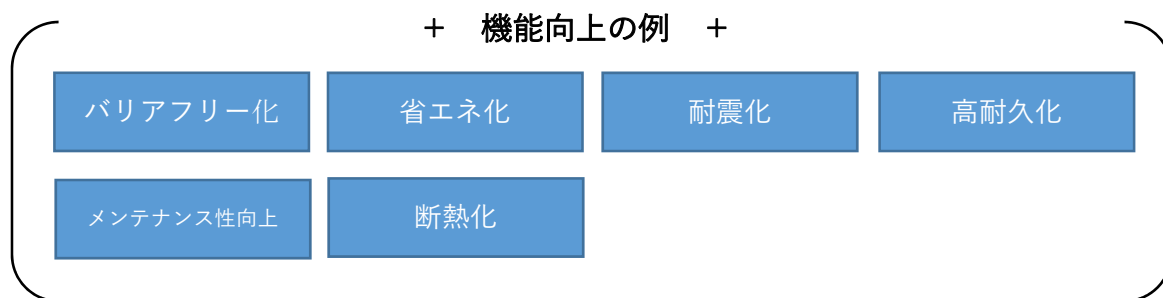 ＋　機能向上の例　＋
バリアフリー化
省エネ化
耐震化
高耐久化
メンテナンス性向上
断熱化